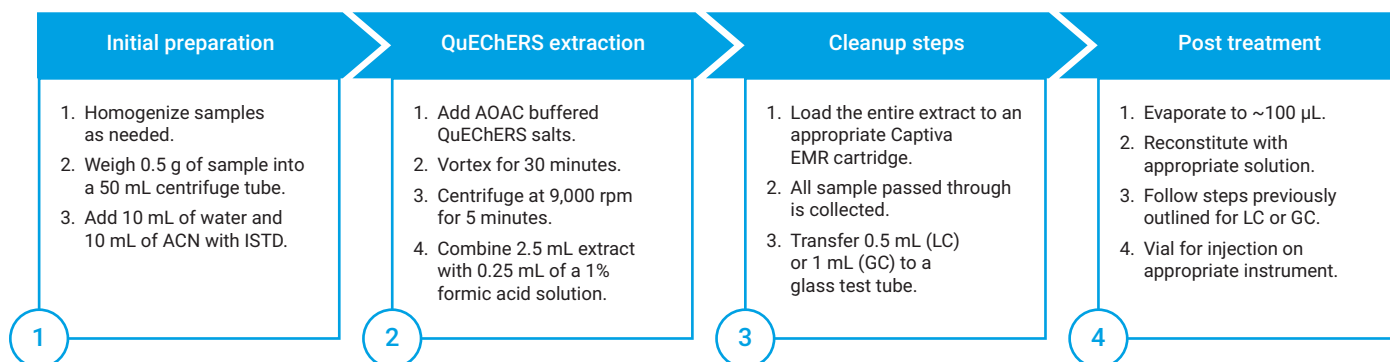 Initial preparation
1. Homogenize samples
as needed.
2. Weigh 0.5 g of sample into
a 50 mL centrifuge tube.
3. Add 10 mL of water and
10 mL of ACN with ISTD.
1
QuEChERS extraction
1. Add AOAC buffered
QuEChERS salts.
2. Vortex for 30 minutes.
3. Centrifuge at 9,000 rpm
for 5 minutes.
4. Combine 2.5 mL extract
with 0.25 mL of a 1%
formic acid solution.
2
Cleanup steps
1. Load the entire extract to an
appropriate Captiva
EMR cartridge.
2. All sample passed through
is collected.
3. Transfer 0.5 mL (LC)
or 1 mL (GC) to a
glass test tube.
3
Post treatment
1. Evaporate to ~100 µL.
2. Reconstitute with
appropriate solution.
3. Follow steps previously
outlined for LC or GC.
4. Vial for injection on
appropriate instrument.
4